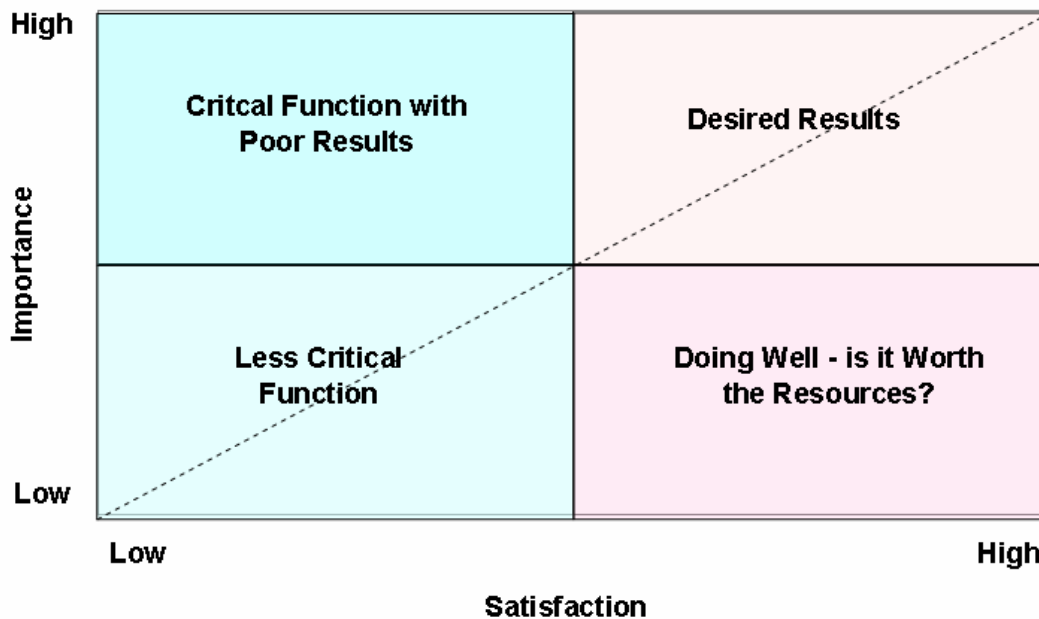 High
Critcal Function with
Poor Results
Desired Results
Importance
Less Critical
Function
Doing Well - is it Worth
the Resources?
Low
Low
High
Satisfaction